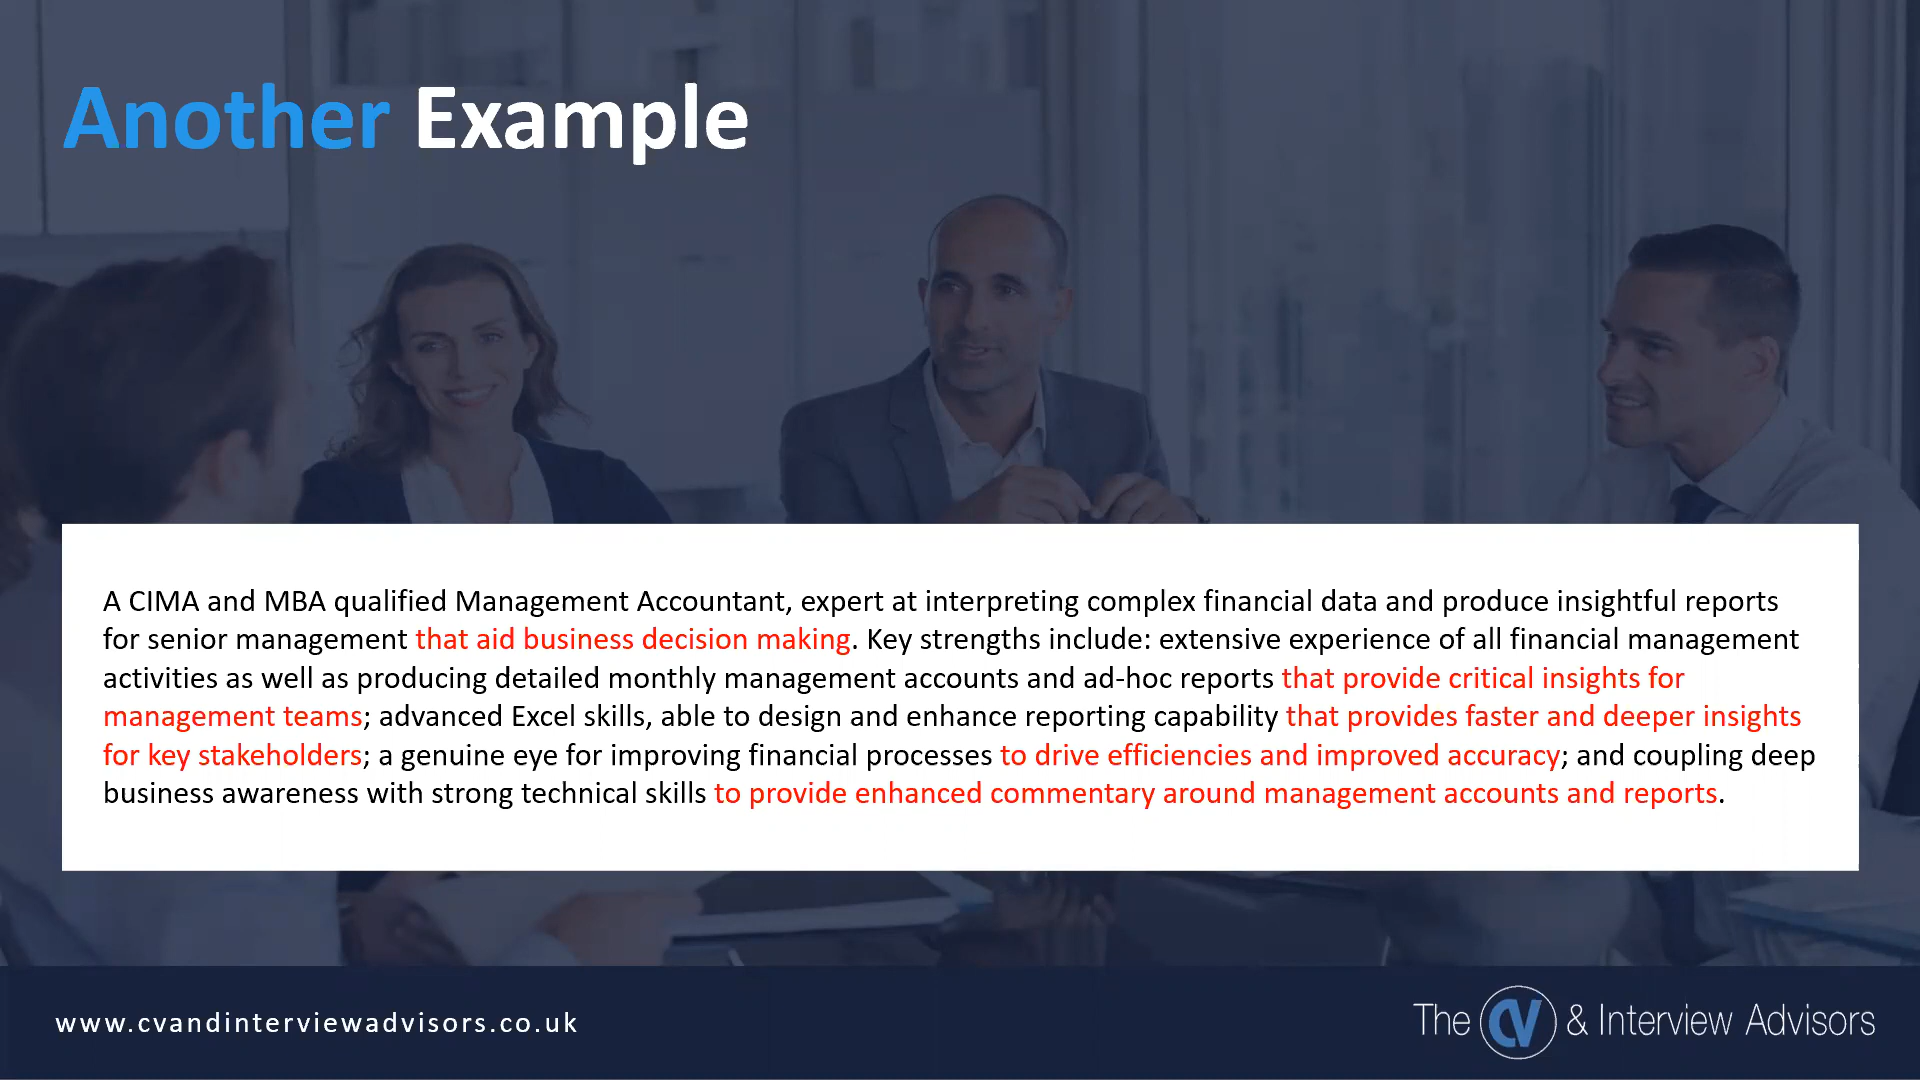 Another Example
A CIMA and MBA qualified Management Accountant, expert at interpreting complex financial data and produce insightful reports
for senior management that aid business decision making. Key strengths include: extensive experience of all financial management
activities as well as producing detailed monthly management accounts and ad-hoc reports that provide critical insights for
management teams; advanced Excel skills, able to design and enhance reporting capability that provides faster and deeper insights
for key stakeholders; a genuine eye for improving financial processes to drive efficiencies and improved accuracy; and coupling deep
business awareness with strong technical skills to provide enhanced commentary around management accounts and reports.
www.cvandinterviewadvisors.co.uk
The CV & Interview Advisors